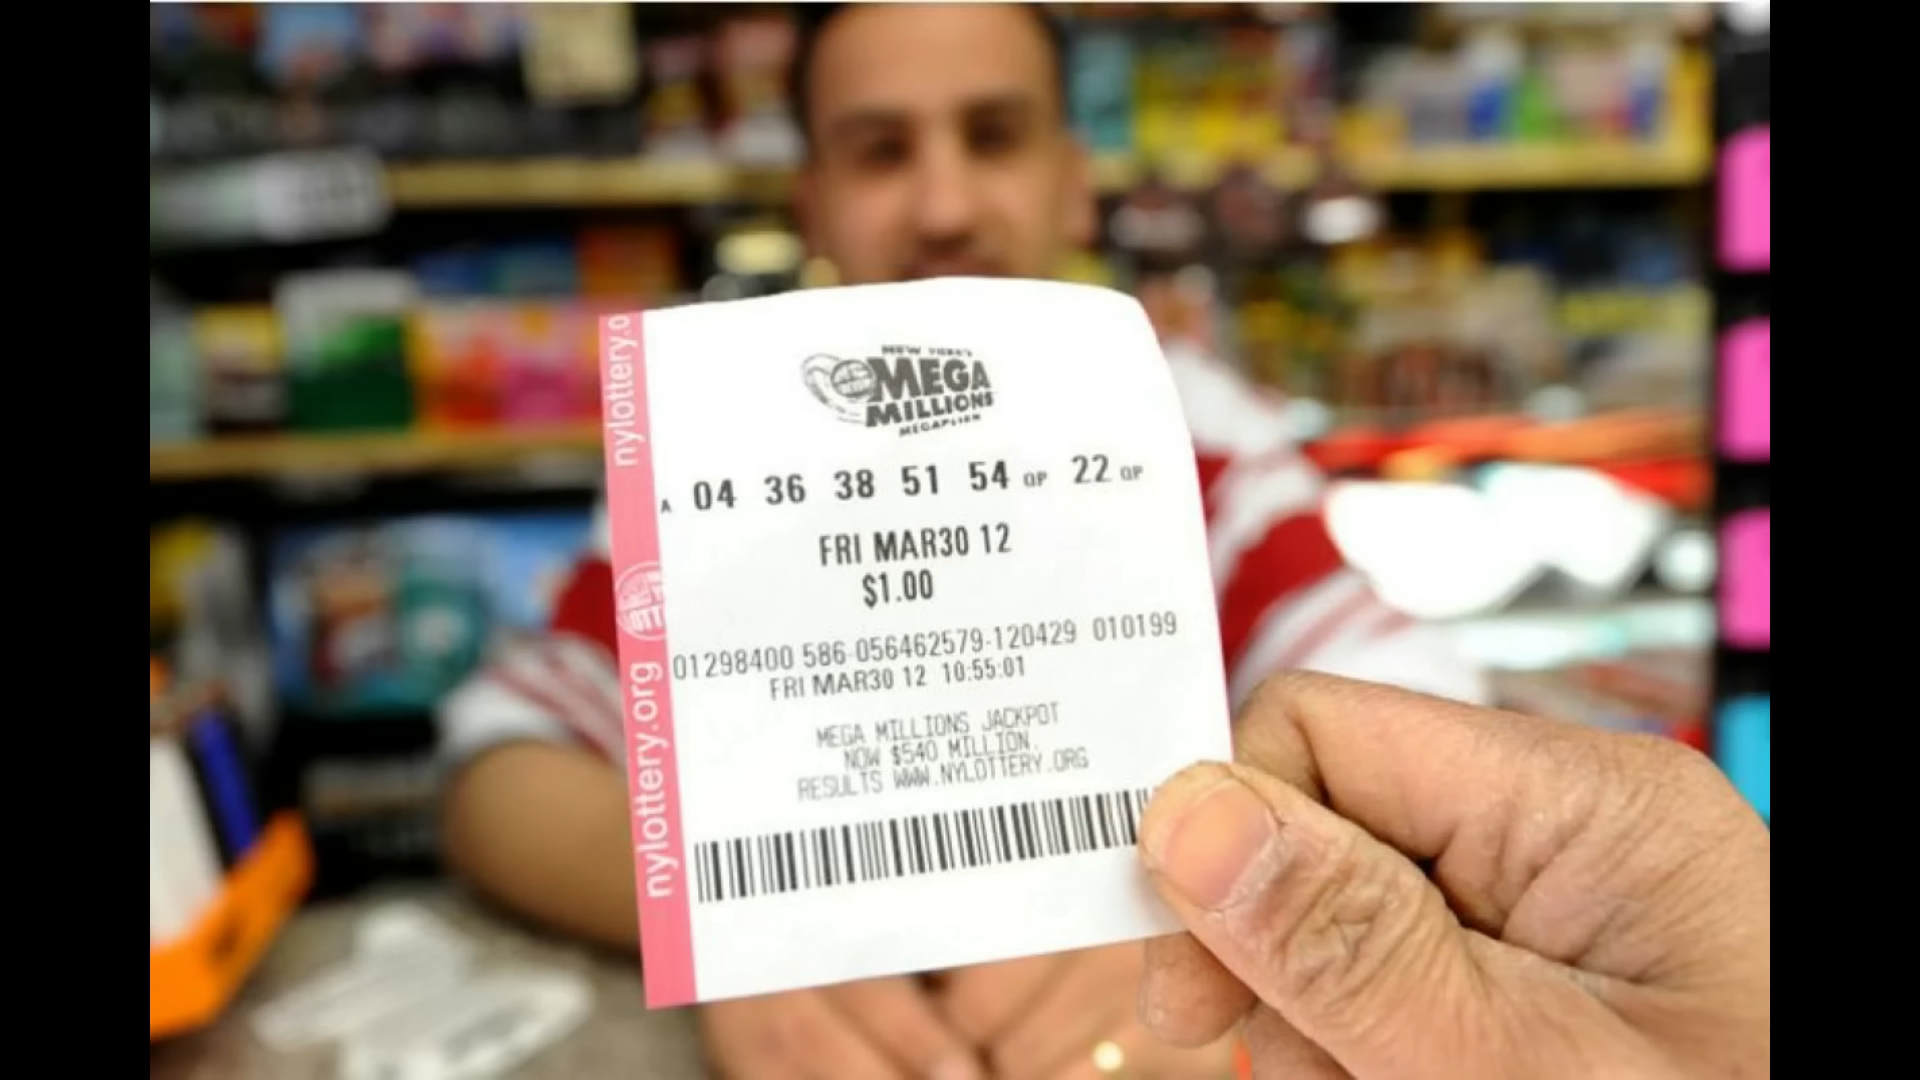 NEW YORK'S
MEGA
MILLIONS
MEGAPLIER
A 04 36 38 51 54 QP 22 QP
FRI MAR30 12
$1.00
01298400 586-056462579-120429 010199
FRI MAR30 12 10:55:01
MEGA MILLIONS JACKPOT
NOW $540 MILLION.
RESULTS WWW.NYLOTTERY.ORG
nylottery.o
nylottery.org